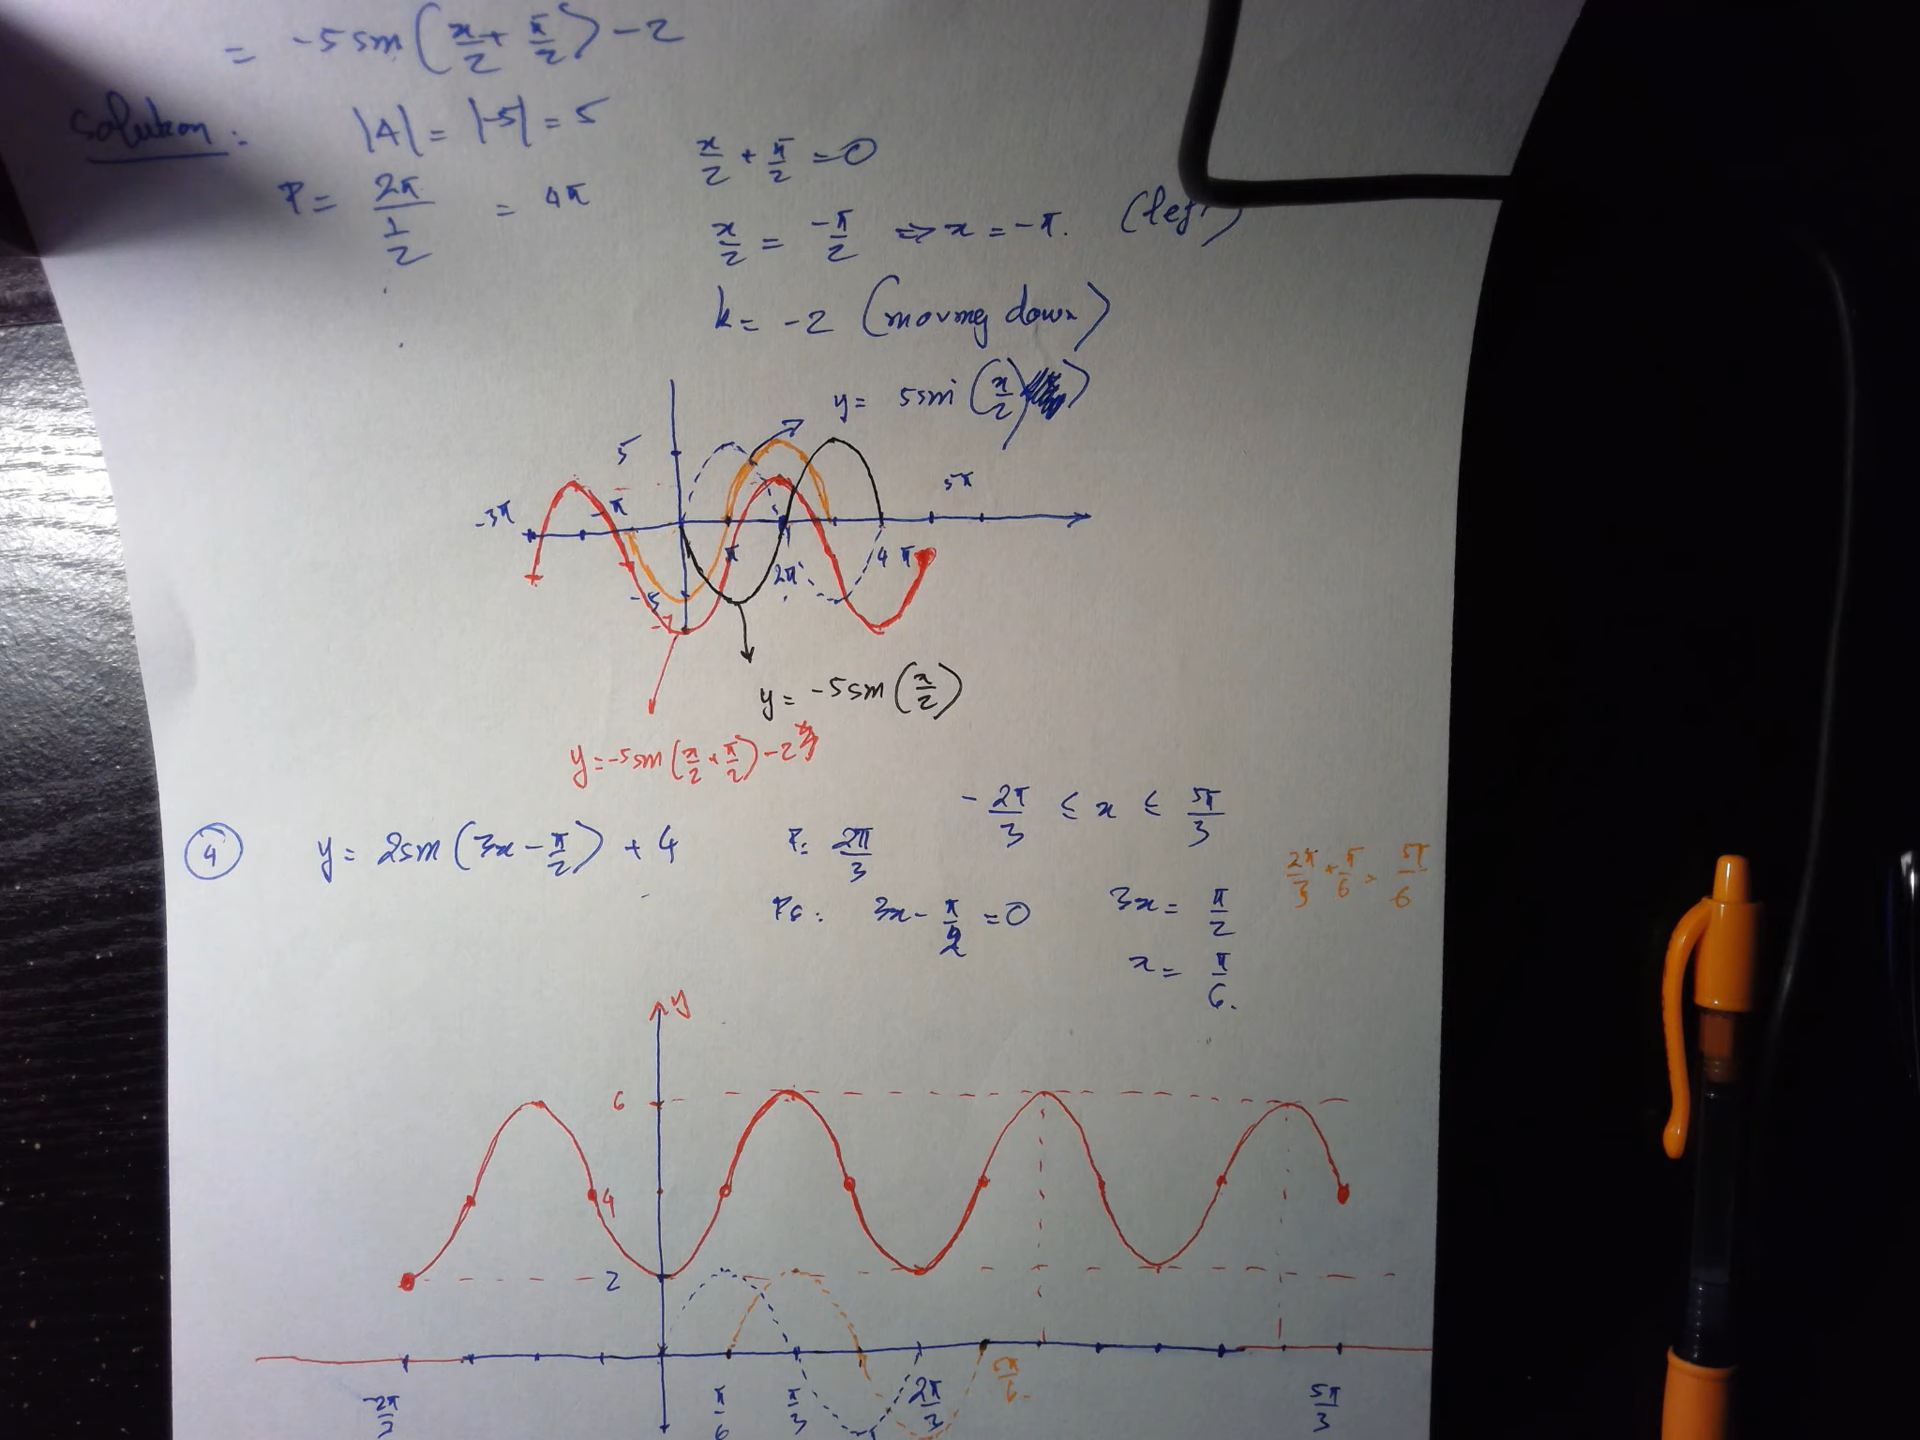 = -5 sin(x/2 + π/2) - 2
Solution: |A| = |-5| = 5
P = 2π/(1/2) = 4π
x/2 + π/2 = 0
x/2 = -π/2 ⇒ x = -π. (left)
k = -2 (moving down)
y = 5 sin(x/2)
5
-3π -π 5π
π 2π 4π
-5
-7
y = -5 sin(x/2)
y = -5 sin(x/2 + π/2) - 2
④ y = 2 sin(3x - π/2) + 4
P: 2π/3
-2π/3 ≤ x ≤ 5π/3
2π/3 + π/6 = 5π/6
Ps: 3x - π/2 = 0
3x = π/2
x = π/6.
y
6
4
2
-2π/3 π/6 π/3 2π/3 5π/6 5π/3